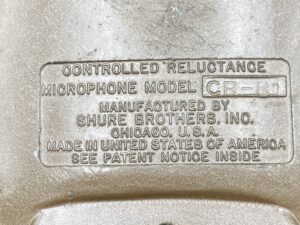 CONTROLLED RELUCTANCE
MICROPHONE MODEL CR-81
MANUFACTURED BY
SHURE BROTHERS, INC.
CHICAGO, U.S.A.
MADE IN UNITED STATES OF AMERICA
SEE PATENT NOTICE INSIDE